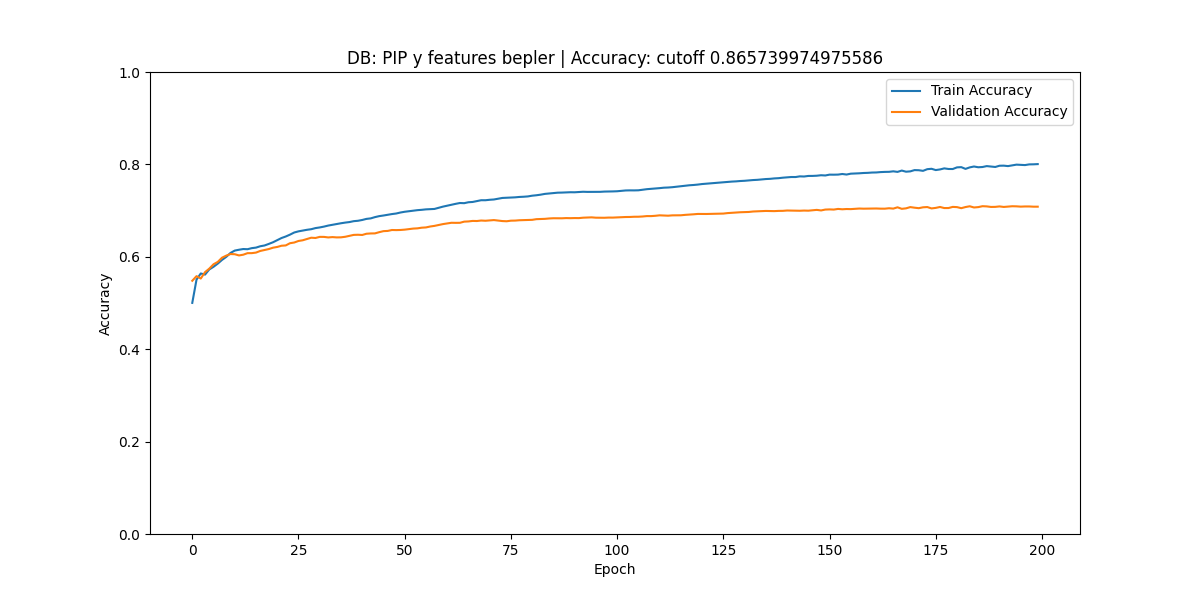 DB: PIP y features bepler | Accuracy: cutoff 0.865739974975586
Train Accuracy
Validation Accuracy
1.0
0.8
0.6
0.4
0.2
0.0
Accuracy
0 25 50 75 100 125 150 175 200
Epoch